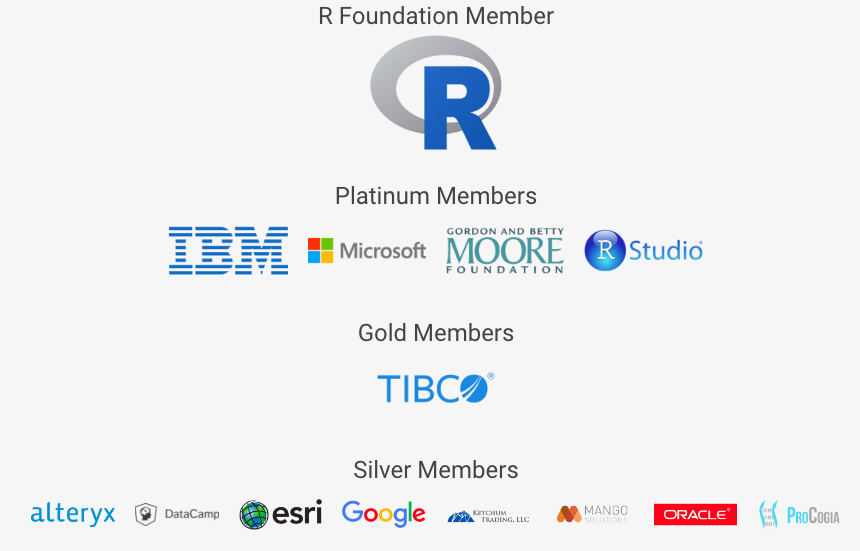 R Foundation Member
R
Platinum Members
IBM
Microsoft
GORDON AND BETTY
MOORE
FOUNDATION
R Studio®
Gold Members
TIBCO®
Silver Members
alteryx
DataCamp
esri
Google
KETCHUM
TRADING, LLC
MANGO
SOLUTIONS
ORACLE®
PROCOGIA